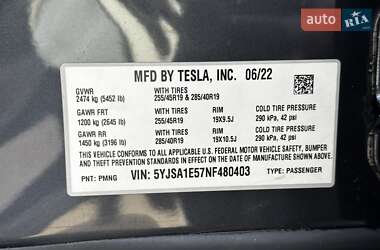 auto RIA
.com
MFD BY TESLA, INC. 06/22
GVWR WITH TIRES
2474 kg (5452 lb) 255/45R19 & 285/40R19
GAWR FRT WITH TIRES RIM COLD TIRE PRESSURE
1200 kg (2645 lb) 255/45R19 19X9.5J 290 kPa, 42 psi
GAWR RR WITH TIRES RIM COLD TIRE PRESSURE
1450 kg (3196 lb) 285/40R19 19X10.5J 290 kPa, 42 psi
THIS VEHICLE CONFORMS TO ALL APPLICABLE U.S. FEDERAL MOTOR VEHICLE SAFETY, BUMPER,
AND THEFT PREVENTION STANDARDS IN EFFECT ON THE DATE OF MANUFACTURE SHOWN ABOVE.
PNT: PMNG VIN: 5YJSA1E57NF480403 TYPE: PASSENGER